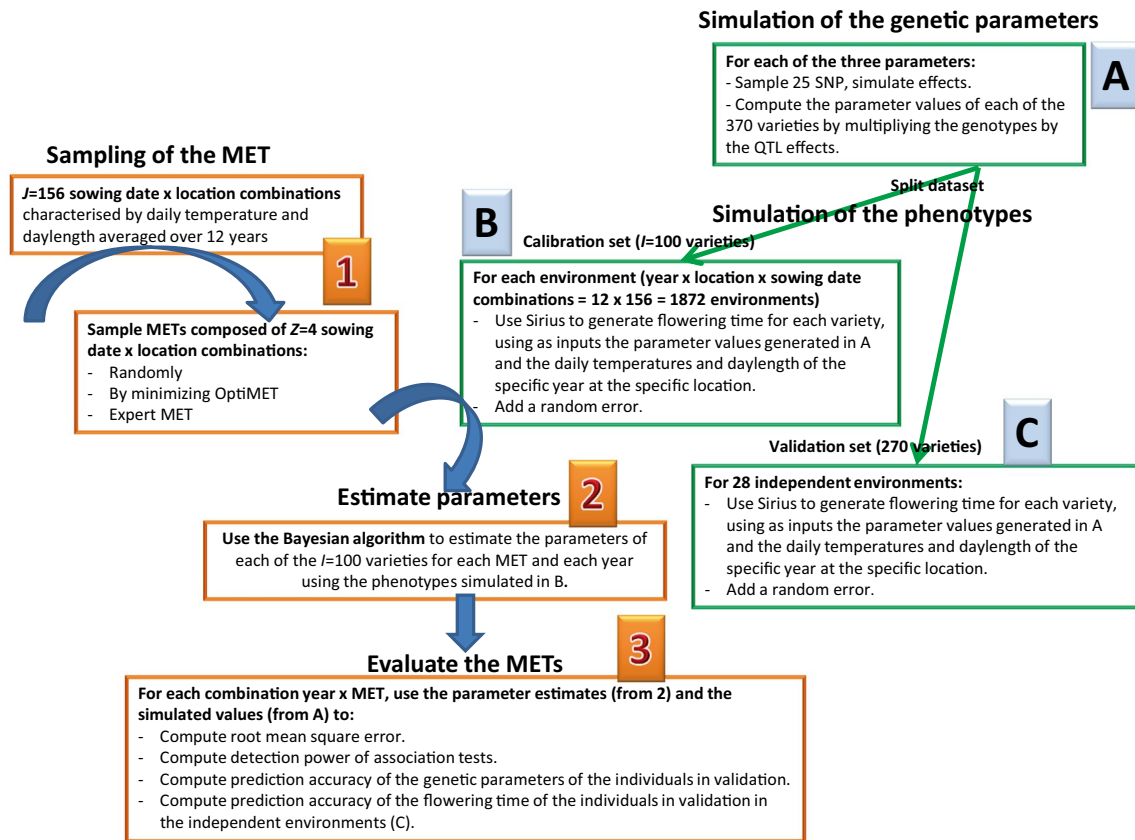 Simulation of the genetic parameters
A
For each of the three parameters:
- Sample 25 SNP, simulate effects.
- Compute the parameter values of each of the
370 varieties by multipliying the genotypes by
the QTL effects.
Sampling of the MET
J=156 sowing date x location combinations
characterised by daily temperature and
daylength averaged over 12 years
1
Sample METs composed of Z=4 sowing
date x location combinations:
- Randomly
- By minimizing OptiMET
- Expert MET
Split dataset
Simulation of the phenotypes
B
Calibration set (I=100 varieties)
For each environment (year x location x sowing date
combinations = 12 x 156 = 1872 environments)
- Use Sirius to generate flowering time for each variety,
using as inputs the parameter values generated in A
and the daily temperatures and daylength of the
specific year at the specific location.
- Add a random error.
C
Validation set (270 varieties)
For 28 independent environments:
- Use Sirius to generate flowering time for each variety,
using as inputs the parameter values generated in A
and the daily temperatures and daylength of the
specific year at the specific location.
- Add a random error.
Estimate parameters
2
Use the Bayesian algorithm to estimate the parameters of
each of the I=100 varieties for each MET and each year
using the phenotypes simulated in B.
Evaluate the METs
3
For each combination year x MET, use the parameter estimates (from 2) and the
simulated values (from A) to:
- Compute root mean square error.
- Compute detection power of association tests.
- Compute prediction accuracy of the genetic parameters of the individuals in validation.
- Compute prediction accuracy of the flowering time of the individuals in validation in
the independent environments (C).